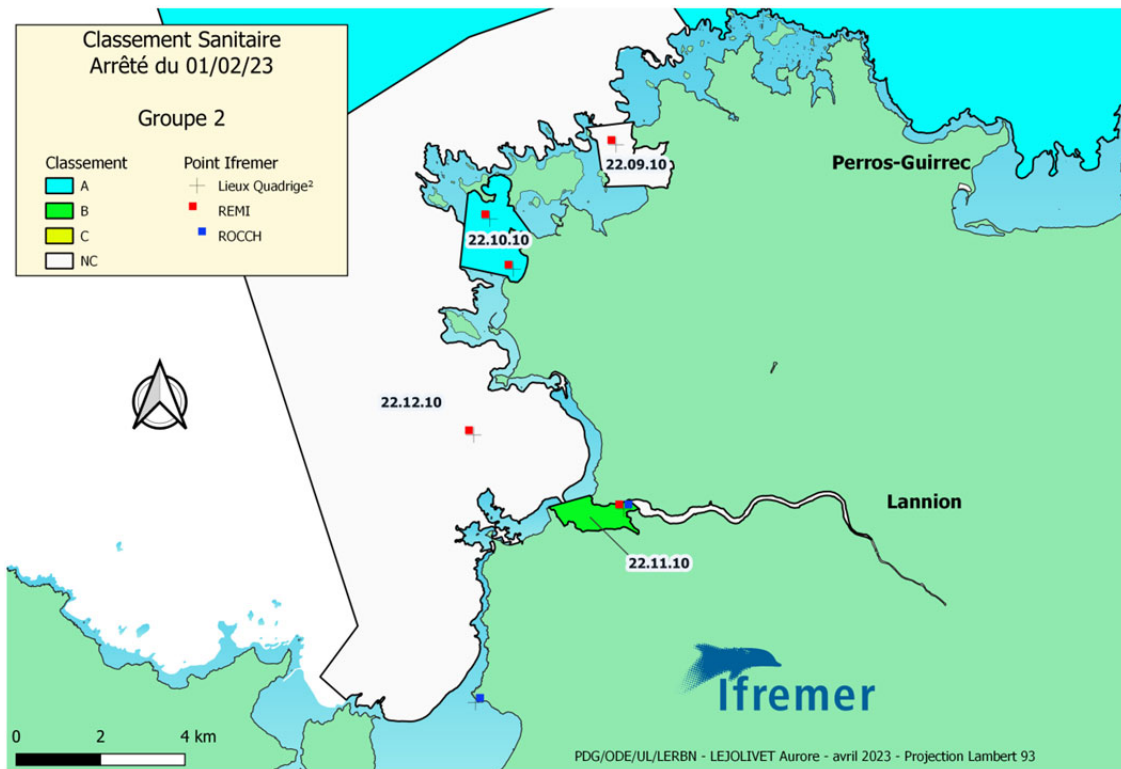 Classement Sanitaire
Arrêté du 01/02/23
Groupe 2
Classement
A
B
C
NC
Point Ifremer
Lieux Quadrige²
REMI
ROCCH
22.09.10
Perros-Guirrec
22.10.10
22.12.10
Lannion
22.11.10
Ifremer
0 2 4 km
PDG/ODE/UL/LERBN - LEJOLIVET Aurore - avril 2023 - Projection Lambert 93